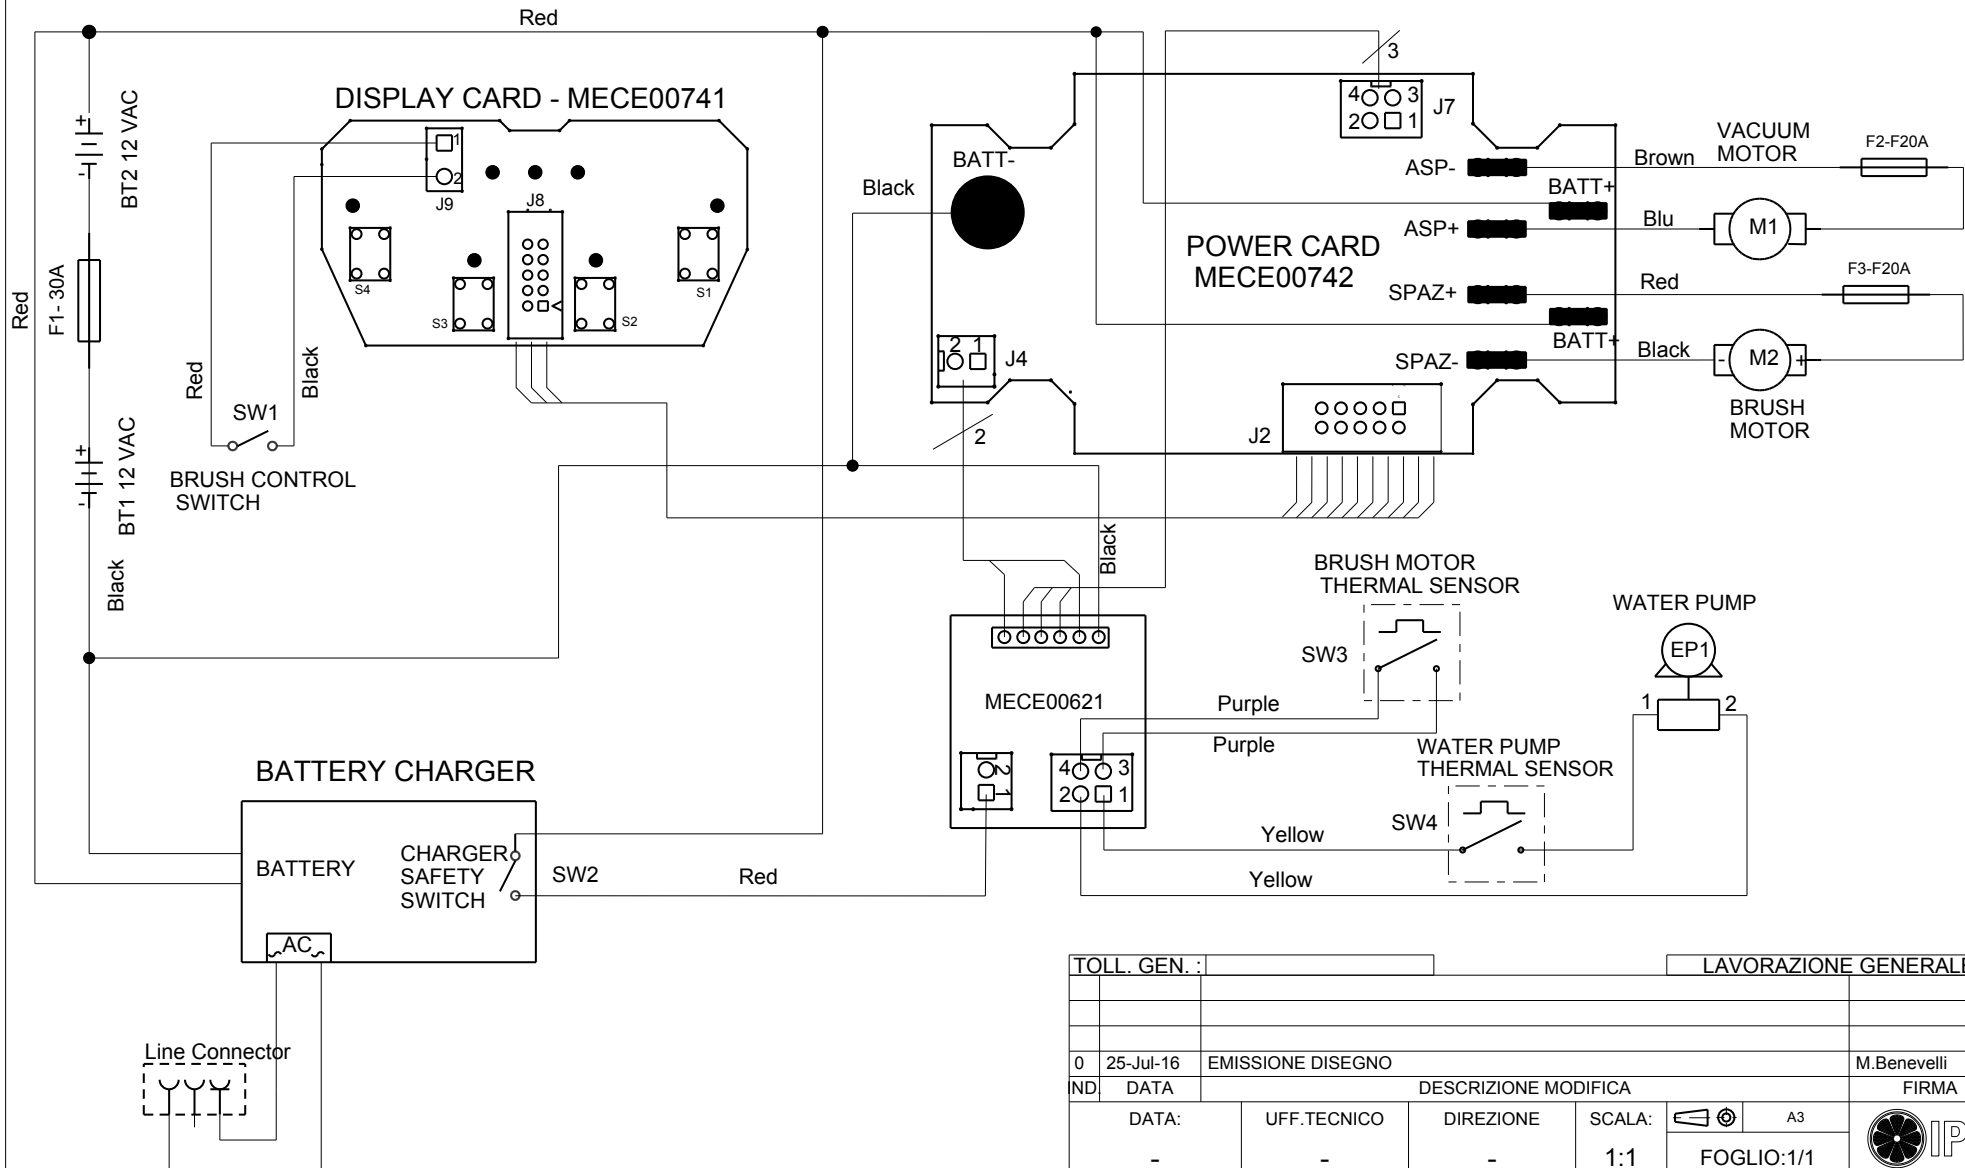 Red
3
DISPLAY CARD - MECE00741
BT2 12 VAC
+
-
F1- 30A
Red
BT1 12 VAC
+
-
Black
1
2
J9
J8
S4
S3
S2
S1
Red
Black
SW1
BRUSH CONTROL
SWITCH
BATT-
Black
4 3
2 1
J7
ASP-
BATT+
ASP+
POWER CARD
MECE00742
SPAZ+
BATT+
SPAZ-
2 1
J4
2
J2
Brown
VACUUM
MOTOR
F2-F20A
Blu
M1
Red
F3-F20A
Black
-
M2
+
BRUSH
MOTOR
Black
BRUSH MOTOR
THERMAL SENSOR
SW3
WATER PUMP
EP1
1
2
MECE00621
Purple
Purple
2
1
4 3
2 1
WATER PUMP
THERMAL SENSOR
SW4
Yellow
Yellow
BATTERY CHARGER
BATTERY
CHARGER
SAFETY
SWITCH
SW2
Red
AC
Line Connector
TOLL. GEN. :
LAVORAZIONE GENERALE
0 25-Jul-16 EMISSIONE DISEGNO M.Benevelli
IND. DATA DESCRIZIONE MODIFICA FIRMA
DATA: UFF.TECNICO DIREZIONE SCALA: A3
- - - 1:1 FOGLIO:1/1
IP